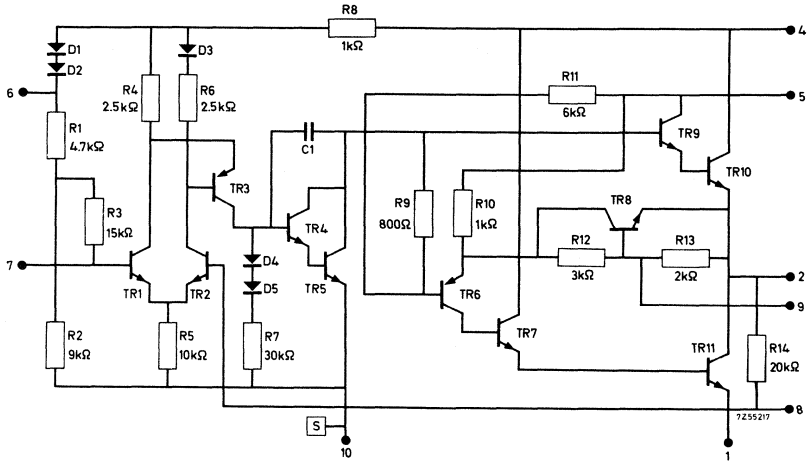 R8
1kΩ
4
D1
D2
D3
6
R4
2.5kΩ
R6
2.5kΩ
R11
6kΩ
5
R1
4.7kΩ
C1
TR9
TR3
TR10
R3
15kΩ
R9
800Ω
R10
1kΩ
TR8
TR4
R12
3kΩ
R13
2kΩ
7
D4
D5
TR1
TR2
TR5
TR6
2
9
R2
9kΩ
R5
10kΩ
R7
30kΩ
TR7
TR11
R14
20kΩ
7Z55217
8
S
10
1